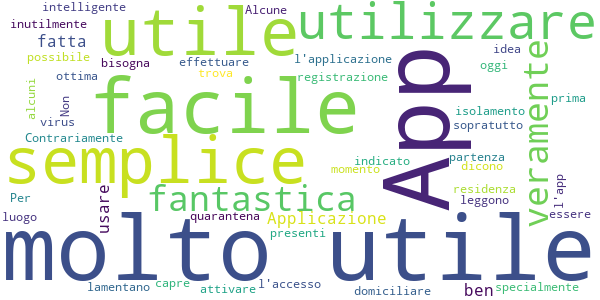 intelligente
Alcune
utilizzare
inutilmente
utile
fatta
idea
l'applicazione
possibile
bisogna
effettuare
oggi
ottima
trova
registrazione
App
veramente
facile
alcuni
Non
prima
isolamento
virus
sopratutto
Contrariamente
semplice
indicato
partenza
momento
dicono
l'app
Per
usare
fantastica
residenza
leggono
luogo
quarantena
Applicazione
essere
molto utile
presenti
lamentano
capre
attivare
l'accesso
domiciliare
ben
specialmente